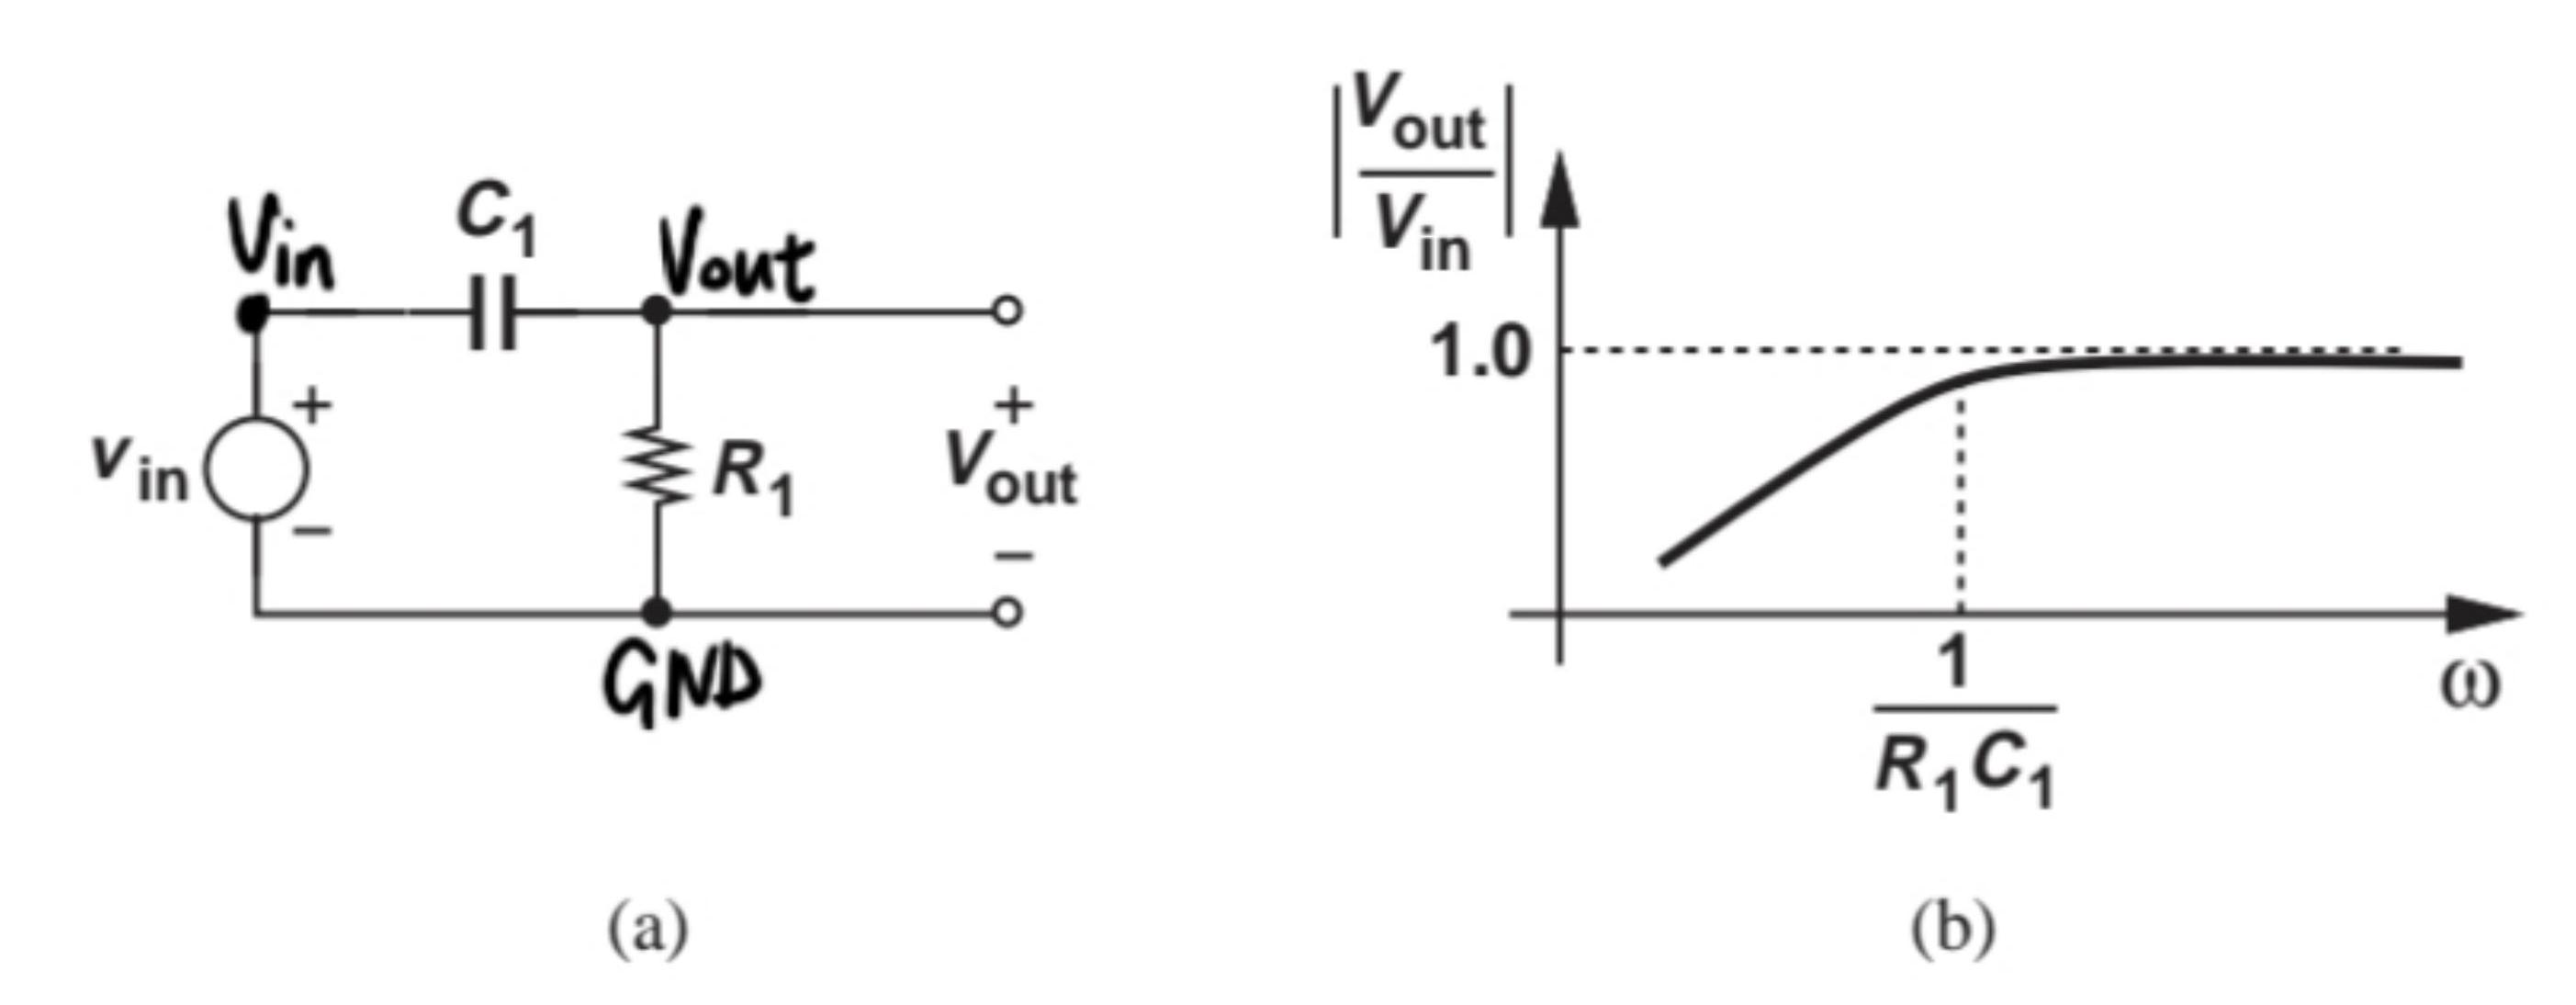 Vin
C1
Vout
+
vin
−
R1
+
Vout
−
GND
(a)
|Vout/Vin|
1.0
1
R1C1
ω
(b)